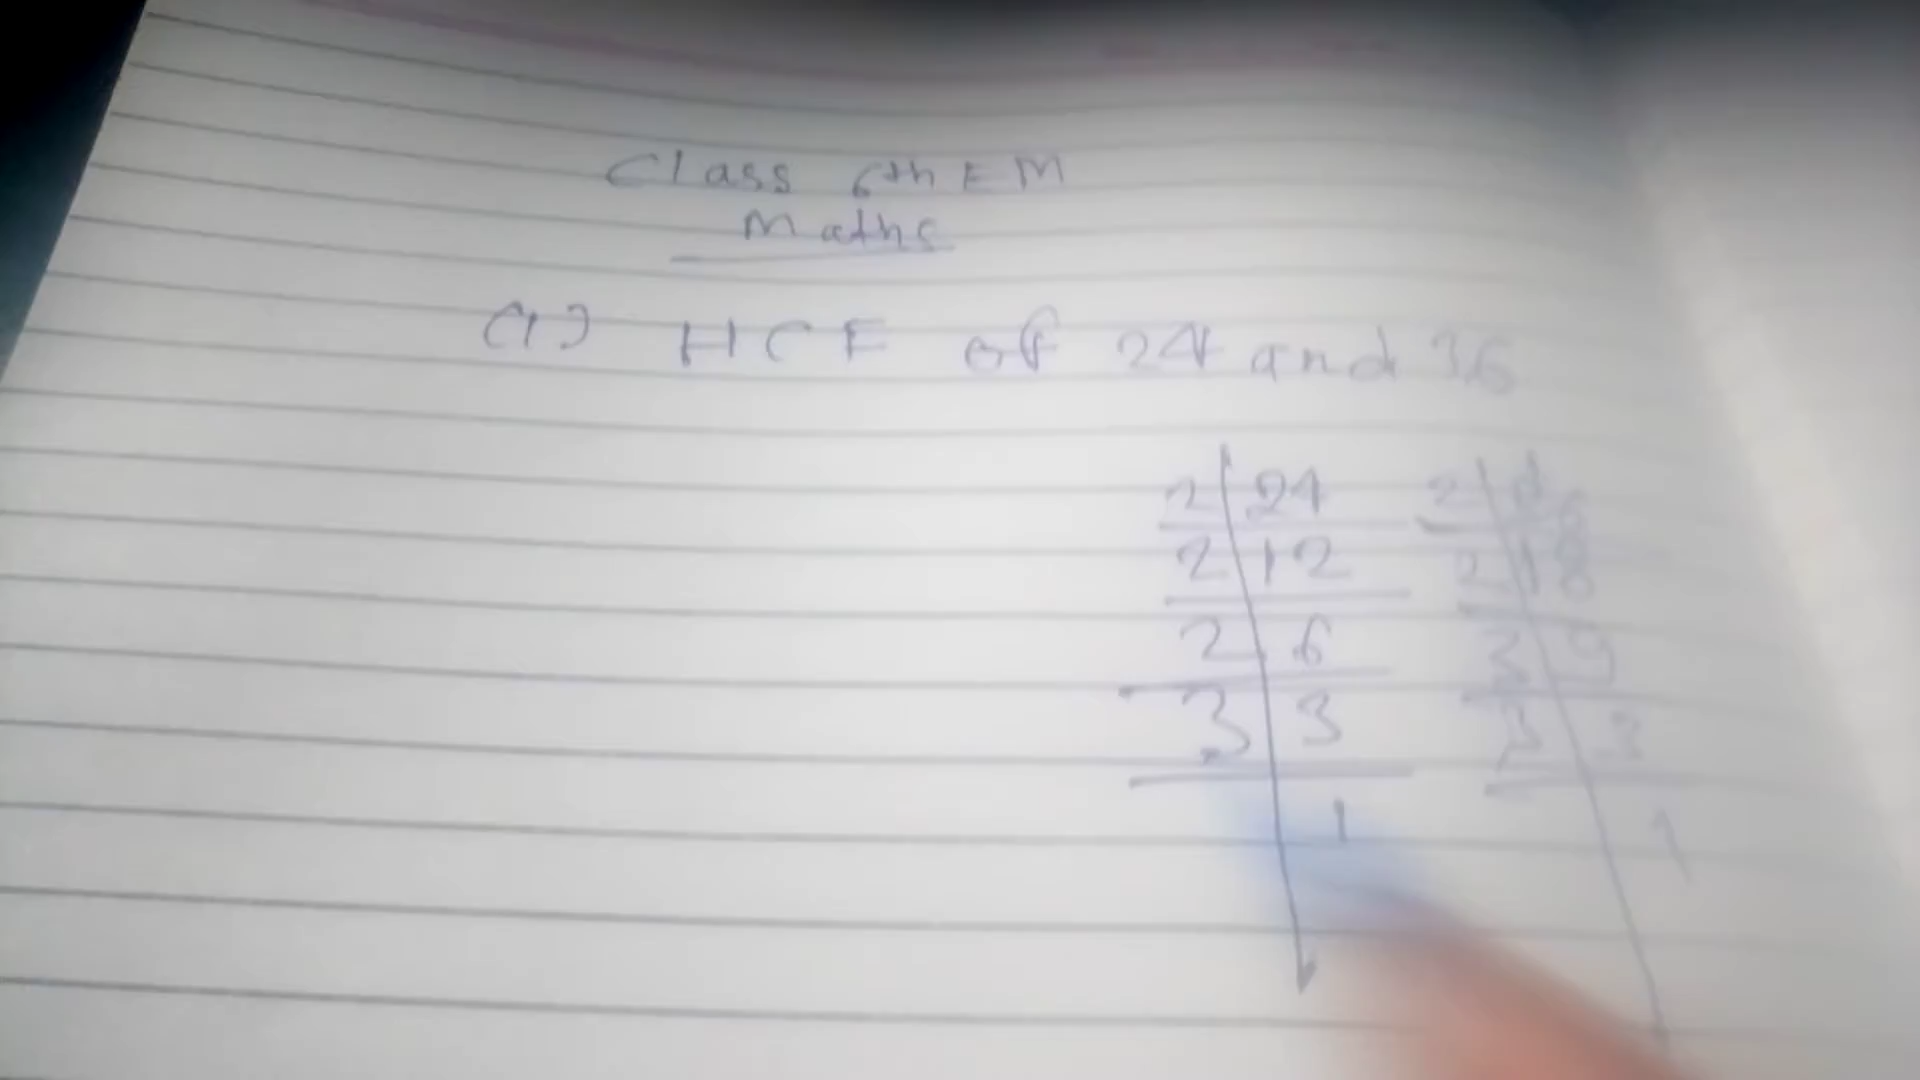 Class 6th EM
Maths
(1) HCF of 24 and 36
2 24 2 36
2 12 2 18
2 6 3 9
3 3 3 3
1 1